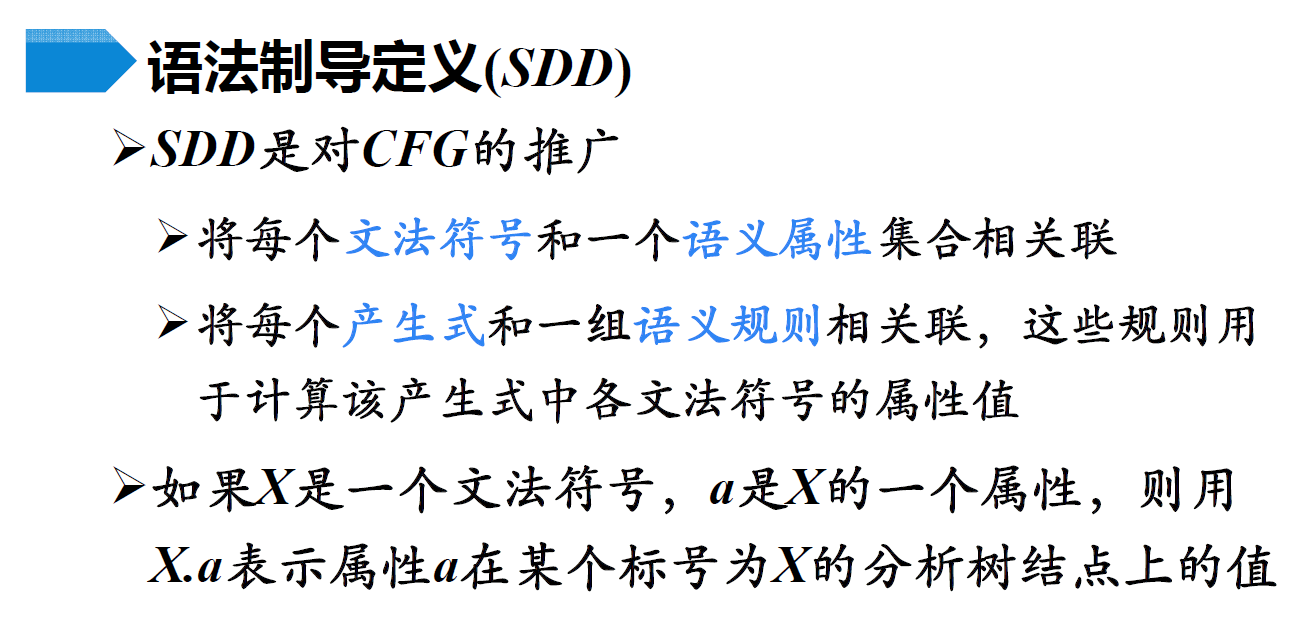 语法制导定义(SDD)
➢SDD是对CFG的推广
➢将每个文法符号和一个语义属性集合相关联
➢将每个产生式和一组语义规则相关联，这些规则用
于计算该产生式中各文法符号的属性值
➢如果X是一个文法符号，a是X的一个属性，则用
X.a表示属性a在某个标号为X的分析树结点上的值